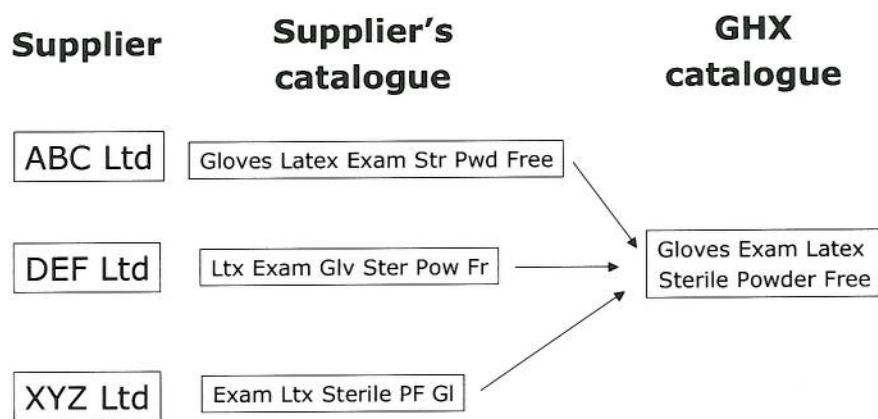 Supplier
Supplier's
catalogue
GHX
catalogue
ABC Ltd
Gloves Latex Exam Str Pwd Free
DEF Ltd
Ltx Exam Glv Ster Pow Fr
Gloves Exam Latex
Sterile Powder Free
XYZ Ltd
Exam Ltx Sterile PF Gl